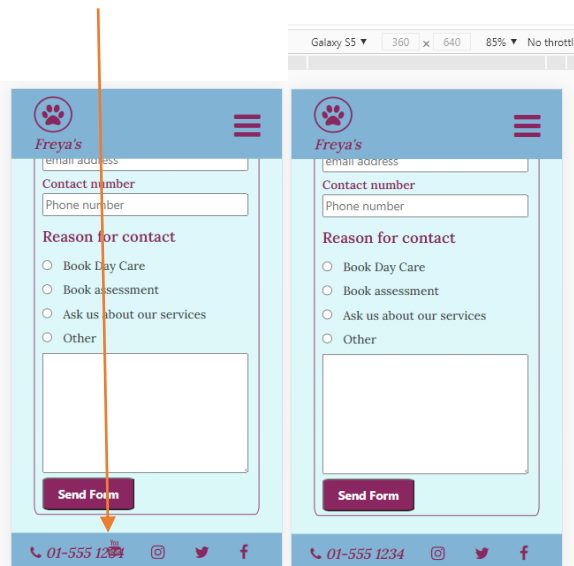 Galaxy S5 ▼ 360 x 640 85% ▼ No throttl
Freya's
email address
Contact number
Phone number
Reason for contact
Book Day Care
Book assessment
Ask us about our services
Other
Send Form
01-555 1234
You
Freya's
email address
Contact number
Phone number
Reason for contact
Book Day Care
Book assessment
Ask us about our services
Other
Send Form
01-555 1234